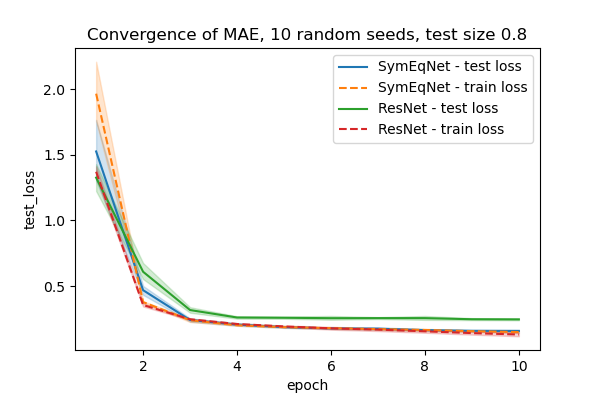 Convergence of MAE, 10 random seeds, test size 0.8
SymEqNet - test loss
SymEqNet - train loss
ResNet - test loss
ResNet - train loss
test_loss
2.0
1.5
1.0
0.5
2 4 6 8 10
epoch